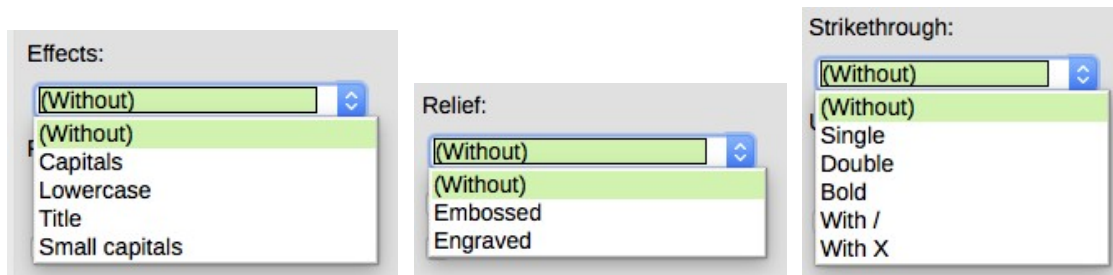 Effects:
(Without)
(Without)
Capitals
Lowercase
Title
Small capitals
Relief:
(Without)
(Without)
Embossed
Engraved
Strikethrough:
(Without)
(Without)
Single
Double
Bold
With /
With X